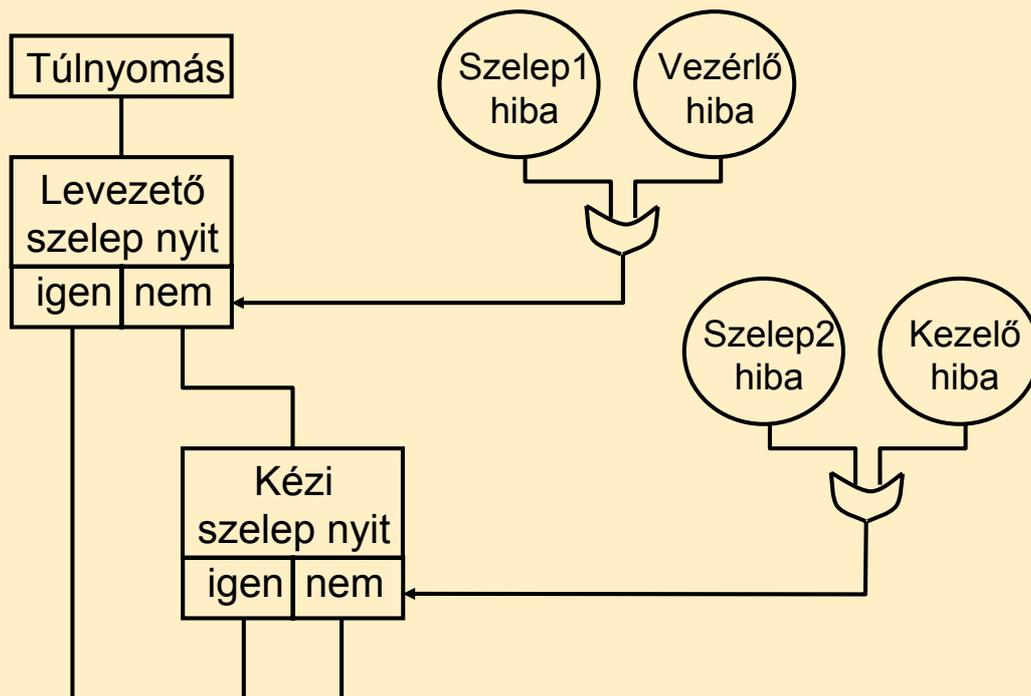 Túlnyomás
Szelep1
hiba
Vezérlő
hiba
Levezető
szelep nyit
igen
nem
Szelep2
hiba
Kezelő
hiba
Kézi
szelep nyit
igen
nem